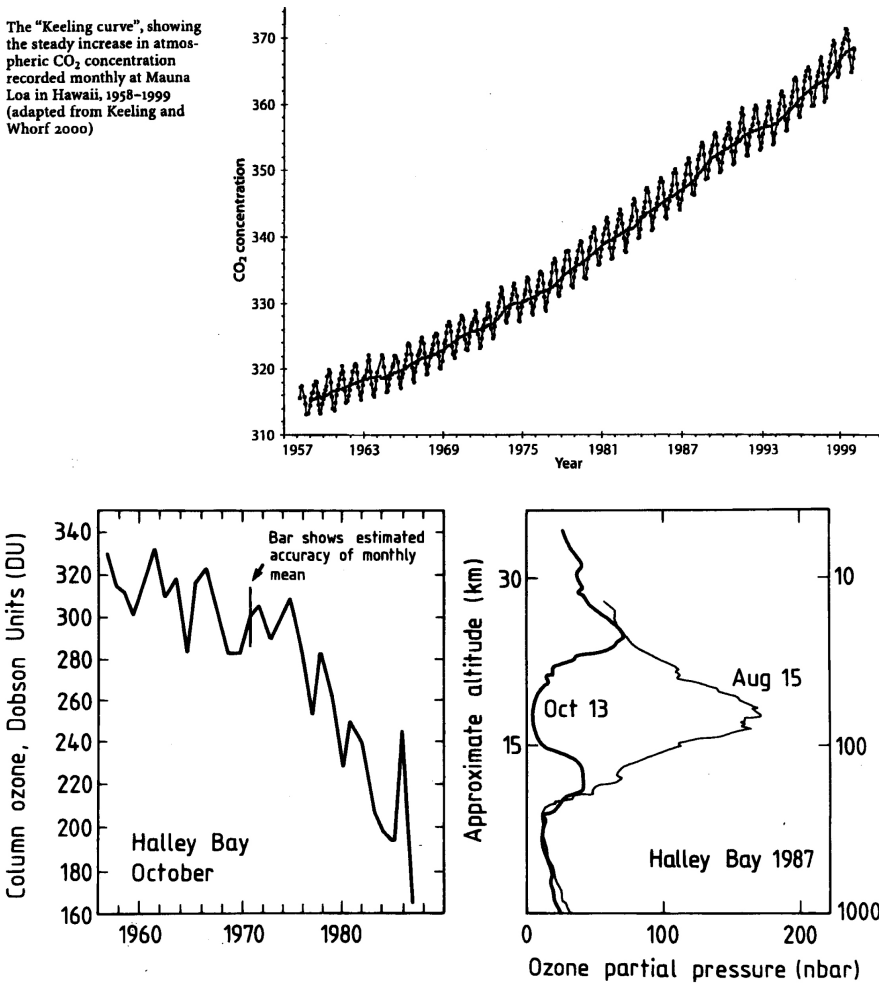 The “Keeling curve”, showing
the steady increase in atmos-
pheric CO₂ concentration
recorded monthly at Mauna
Loa in Hawaii, 1958–1999
(adapted from Keeling and
Whorf 2000)
CO₂ concentration
370
360
350
340
330
320
310
1957 1963 1969 1975 1981 1987 1993 1999
Year
Column ozone, Dobson Units (DU)
340
320
300
280
260
240
220
200
180
160
Bar shows estimated
accuracy of monthly
mean
Halley Bay
October
1960 1970 1980
Approximate altitude (km)
30
15
10
100
1000
Aug 15
Oct 13
Halley Bay 1987
0 100 200
Ozone partial pressure (nbar)